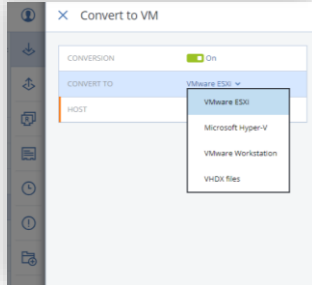 Convert to VM
CONVERSION On
CONVERT TO VMware ESXi
HOST
VMware ESXi
Microsoft Hyper-V
VMware Workstation
VHDX files